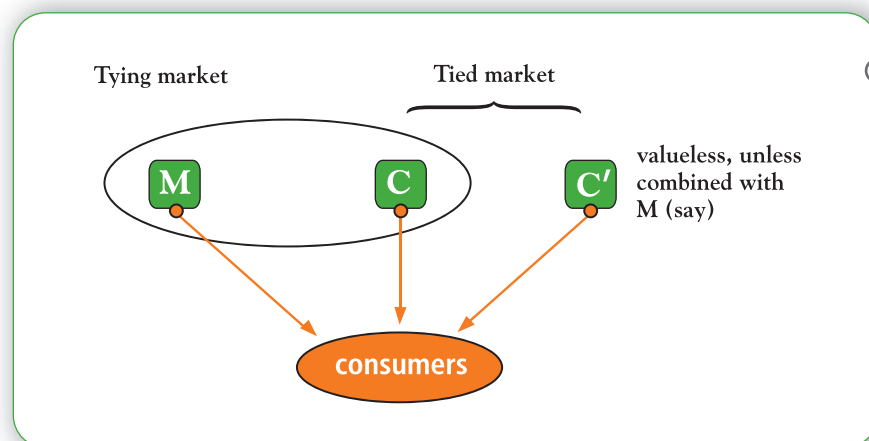 Tying market
Tied market
M
C
C′
valueless, unless
combined with
M (say)
consumers